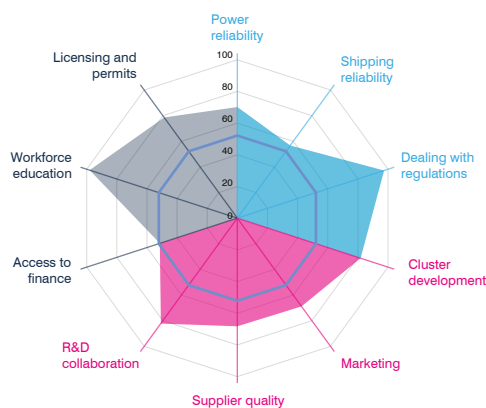 Power
reliability
Shipping
reliability
Dealing with
regulations
Cluster
development
Marketing
Supplier quality
R&D
collaboration
Access to
finance
Workforce
education
Licensing and
permits
100
80
60
40
20
0